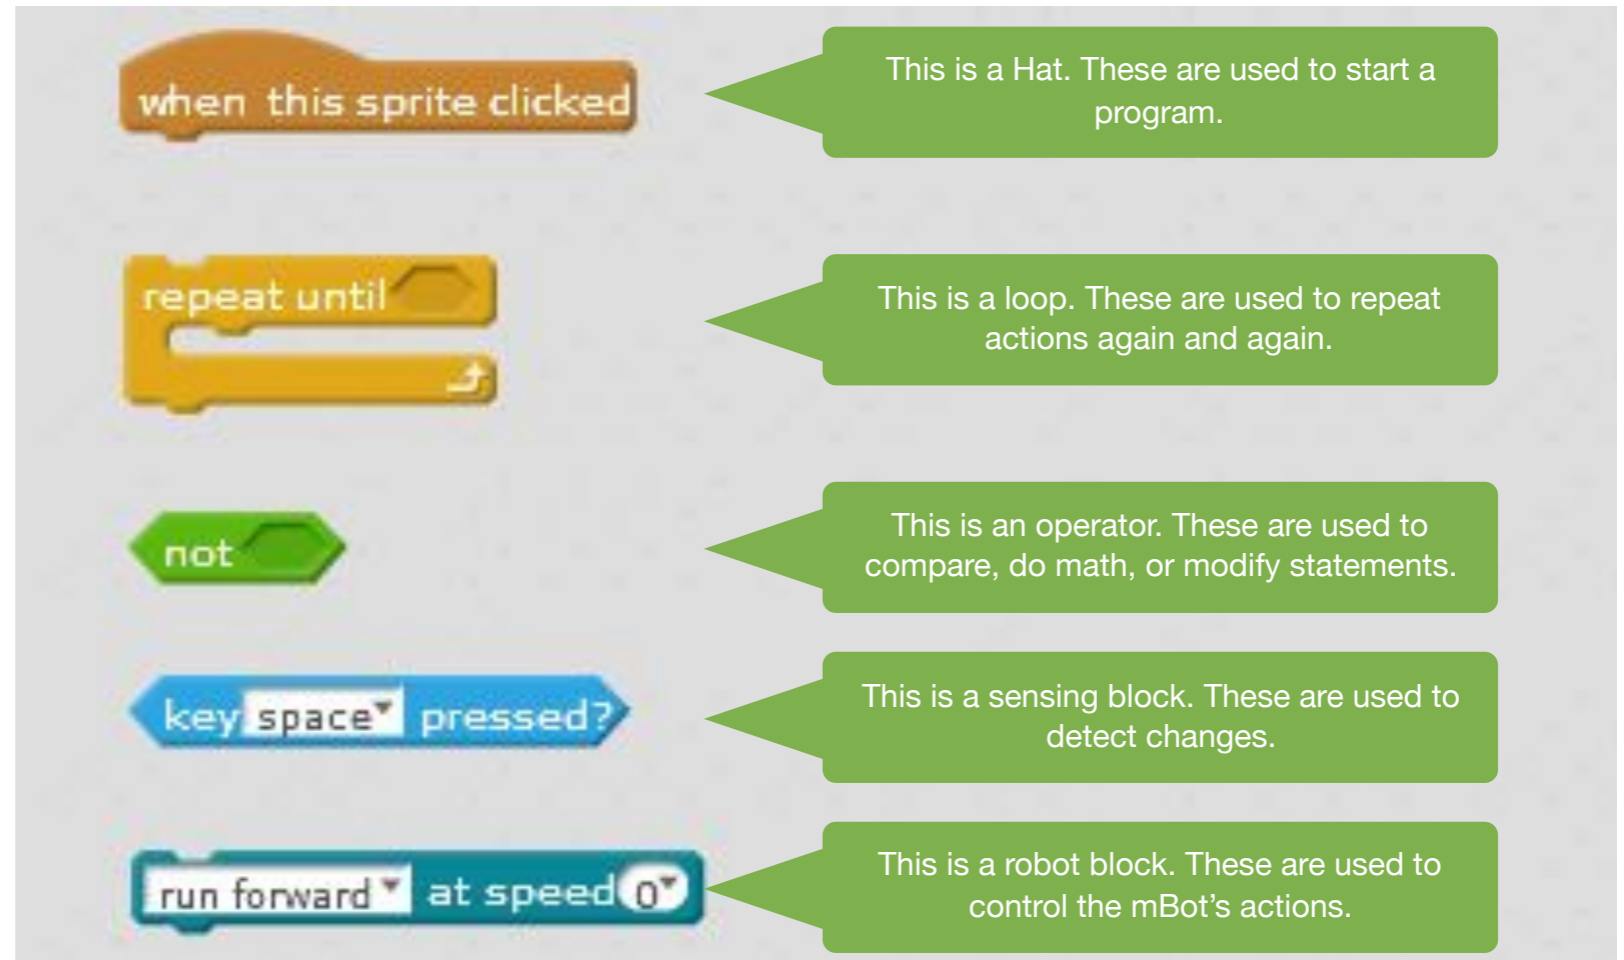 when this sprite clicked
This is a Hat. These are used to start a
program.
repeat until
This is a loop. These are used to repeat
actions again and again.
not
This is an operator. These are used to
compare, do math, or modify statements.
key space pressed?
This is a sensing block. These are used to
detect changes.
run forward at speed 0
This is a robot block. These are used to
control the mBot’s actions.